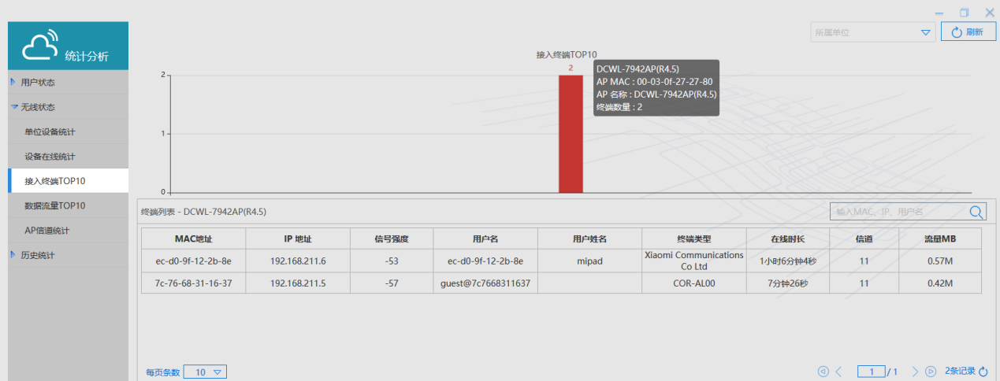 所属单位
刷新
统计分析
用户状态
无线状态
单位设备统计
设备在线统计
接入终端TOP10
数据流量TOP10
AP信道统计
历史统计
接入终端TOP10
2
DCWL-7942AP(R4.5)
AP MAC : 00-03-0f-27-27-80
AP 名称 : DCWL-7942AP(R4.5)
终端数量 : 2
2
1
0
终端列表 - DCWL-7942AP(R4.5)
输入MAC、IP、用户名
MAC地址 IP 地址 信号强度 用户名 用户姓名 终端类型 在线时长 信道 流量MB
ec-d0-9f-12-2b-8e 192.168.211.6 -53 ec-d0-9f-12-2b-8e mipad Xiaomi Communications Co Ltd 1小时6分钟4秒 11 0.57M
7c-76-68-31-16-37 192.168.211.5 -57 guest@7c7668311637 COR-AL00 7分钟26秒 11 0.42M
每页条数 10
1 / 1
2条记录